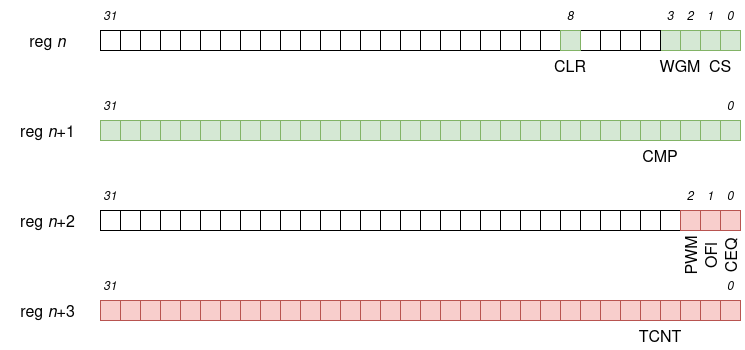 31 8 3 2 1 0
reg n
CLR WGM CS
31 0
reg n+1
CMP
31 2 1 0
reg n+2
PWM OFI CEQ
31 0
reg n+3
TCNT